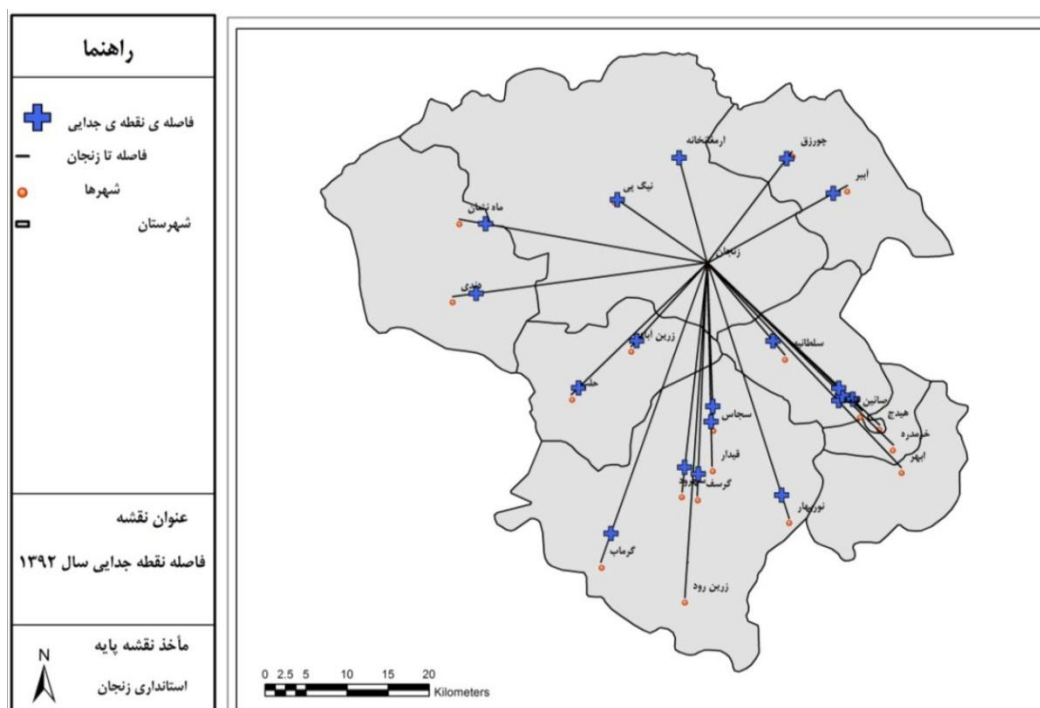 راهنما
فاصله ی نقطه ی جدایی
فاصله تا زنجان
شهرها
شهرستان
عنوان نقشه
فاصله نقطه جدایی سال ۱۳۹۲
مأخذ نقشه پایه
استانداری زنجان
N
ارمغانخانه
چورزق
آببر
نیک پی
ماه نشان
زنجان
دندی
زرین آباد
سلطانیه
حلب
صائین
هیدج
خرمدره
ابهر
سجاس
قیدار
گرسف
نوربهار
گرماب
زرین رود
0 2.5 5 10 15 20
Kilometers